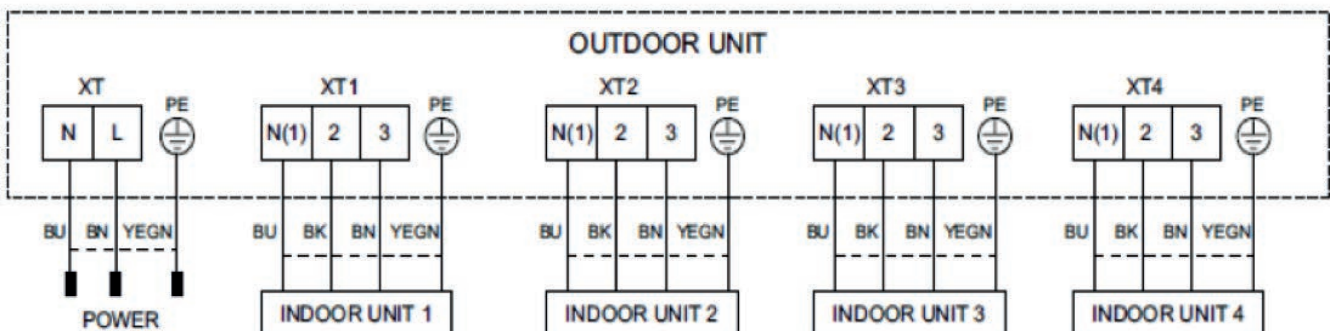 OUTDOOR UNIT
XT XT1 XT2 XT3 XT4
PE PE PE PE PE
N L N(1) 2 3 N(1) 2 3 N(1) 2 3 N(1) 2 3
BU BN YEGN BU BK BN YEGN BU BK BN YEGN BU BK BN YEGN BU BK BN YEGN
POWER INDOOR UNIT 1 INDOOR UNIT 2 INDOOR UNIT 3 INDOOR UNIT 4